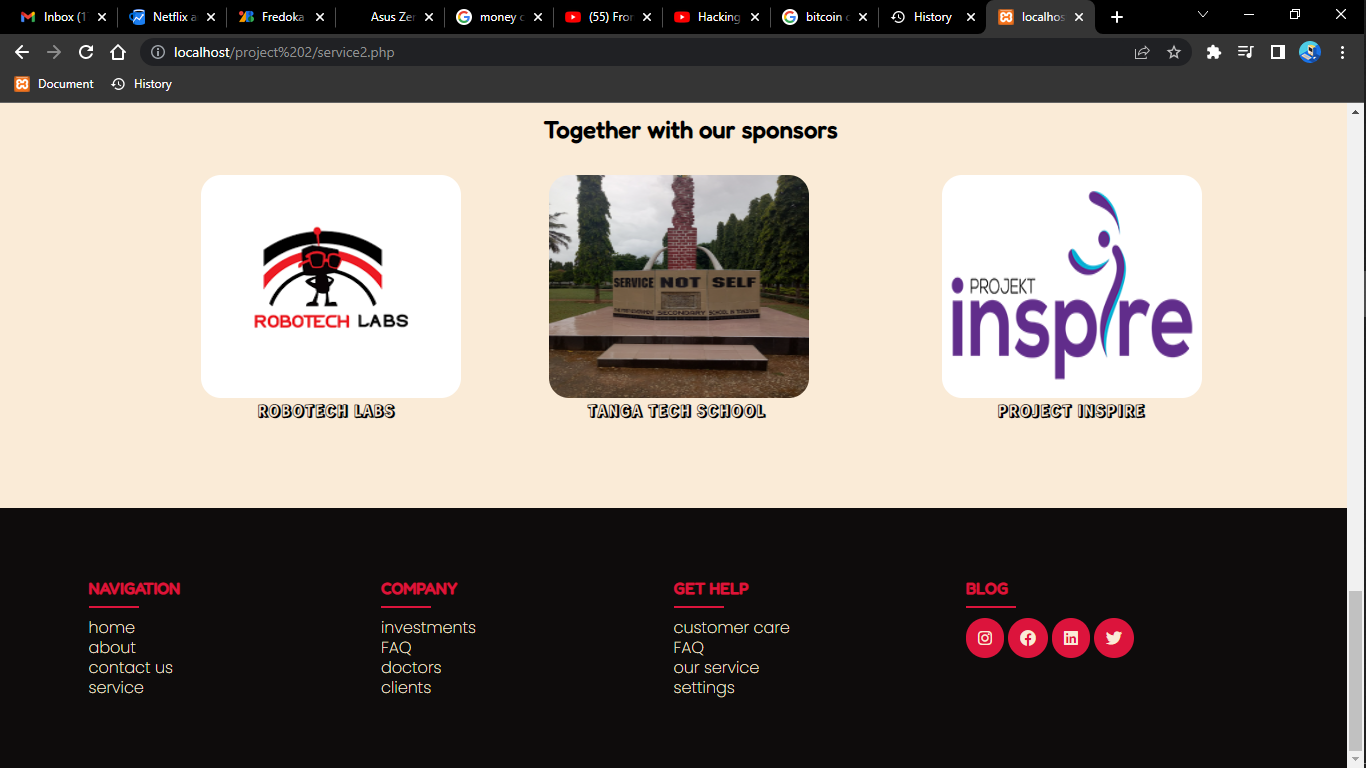 Inbox (1
Netflix a
Fredoka
Asus Zer
money c
(55) Fror
Hacking
bitcoin c
History
localhos
localhost/project%202/service2.php
Document
History
Together with our sponsors
ROBOTECH LABS
SERVICE NOT SELF
PROJEKT
inspire
ROBOTECH LABS
TANGA TECH SCHOOL
PROJECT INSPIRE
NAVIGATION
COMPANY
GET HELP
BLOG
home
investments
customer care
about
FAQ
FAQ
contact us
doctors
our service
service
clients
settings